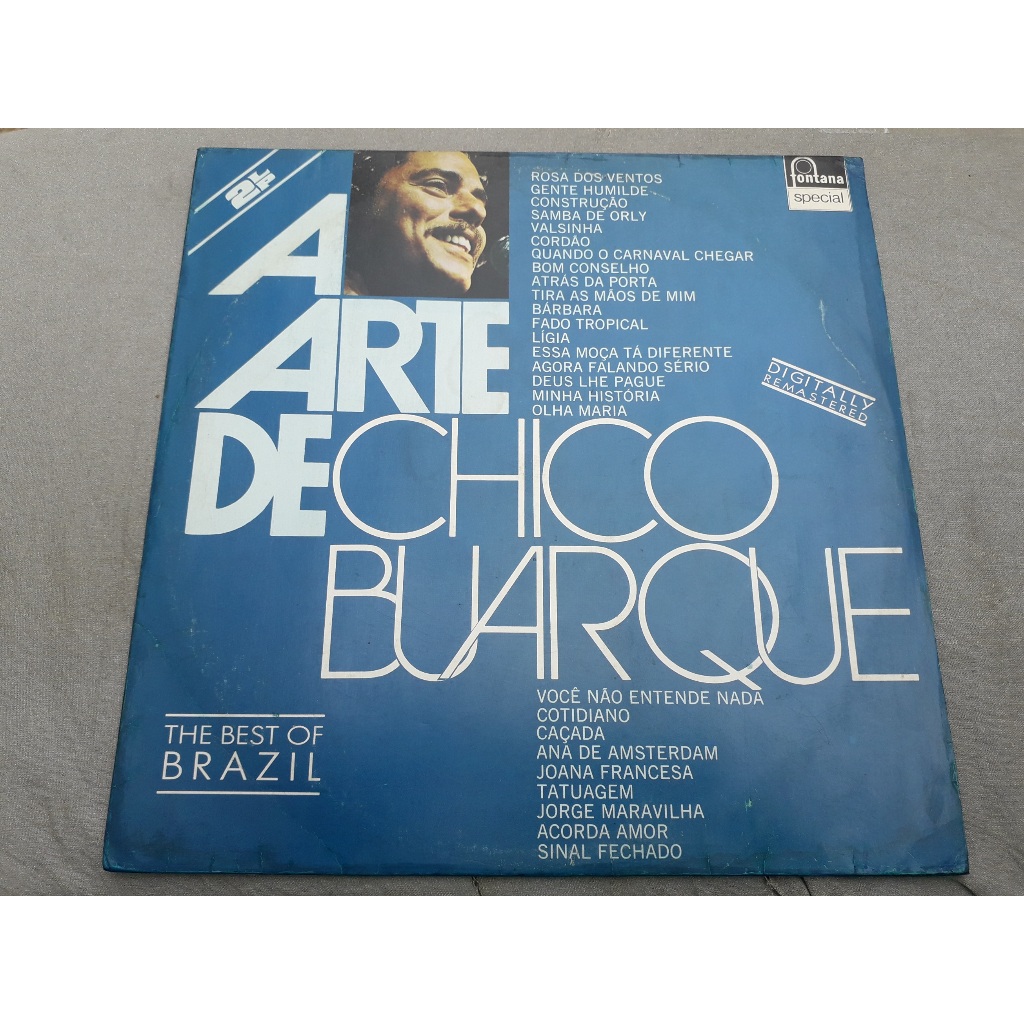 2LP
A
ARTE
DE CHICO
BUARQUE
ROSA DOS VENTOS
GENTE HUMILDE
CONSTRUÇÃO
SAMBA DE ORLY
VALSINHA
CORDÃO
QUANDO O CARNAVAL CHEGAR
BOM CONSELHO
ATRÁS DA PORTA
TIRA AS MÃOS DE MIM
BÁRBARA
FADO TROPICAL
LÍGIA
ESSA MOÇA TÁ DIFERENTE
AGORA FALANDO SÉRIO
DEUS LHE PAGUE
MINHA HISTÓRIA
OLHA MARIA
fontana
special
DIGITALLY
REMASTERED
VOCÊ NÃO ENTENDE NADA
COTIDIANO
CAÇADA
ANA DE AMSTERDAM
JOANA FRANCESA
TATUAGEM
JORGE MARAVILHA
ACORDA AMOR
SINAL FECHADO
THE BEST OF
BRAZIL